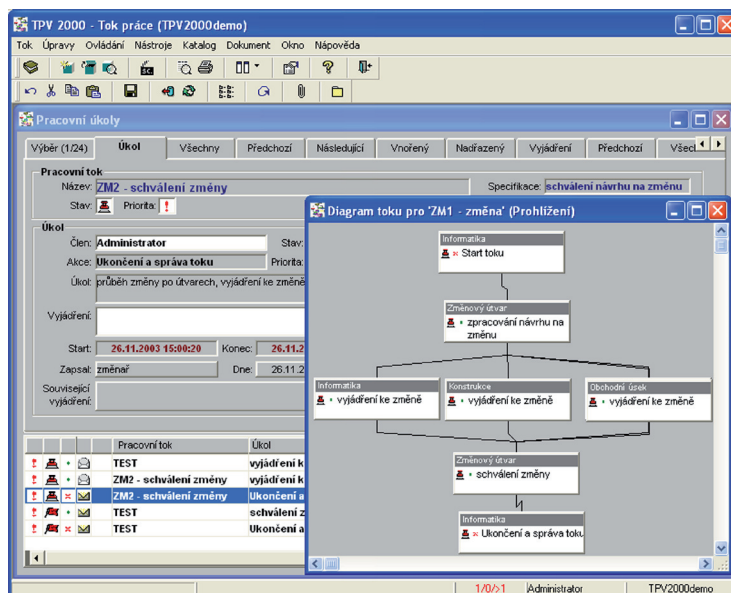 TPV 2000 - Tok práce (TPV2000demo)
Tok Úpravy Ovládání Nástroje Katalog Dokument Okno Nápověda
Pracovní úkoly
Výběr (1/24) Úkol Všechny Předchozí Následující Vnořený Nadřazený Vyjádření Předchozí Všec
Pracovní tok
Název: ZM2 - schválení změny Specifikace: schválení návrhu na změnu
Stav: Priorita:
Úkol
Člen: Administrator Stav:
Akce: Ukončení a správa toku Priorita:
Úkol: průběh změny po útvarech, vyjádření ke změně
Vyjádření:
Start: 26.11.2003 15:00:20 Konec: 26.11.2
Zapsal: změnař Dne: 26.11.2
Související
vyjádření:
Pracovní tok Úkol
TEST vyjádření k
ZM2 - schválení změny vyjádření k
ZM2 - schválení změny Ukončení a
TEST schválení z
TEST Ukončení a
Diagram toku pro 'ZM1 - změna' (Prohlížení)
Informatika
Start toku
Změnový útvar
zpracování návrhu na
změnu
Informatika
vyjádření ke změně
Konstrukce
vyjádření ke změně
Obchodní úsek
vyjádření ke změně
Změnový útvar
schválení změny
Informatika
Ukončení a správa toku
1/0/>1 Administrator TPV2000demo